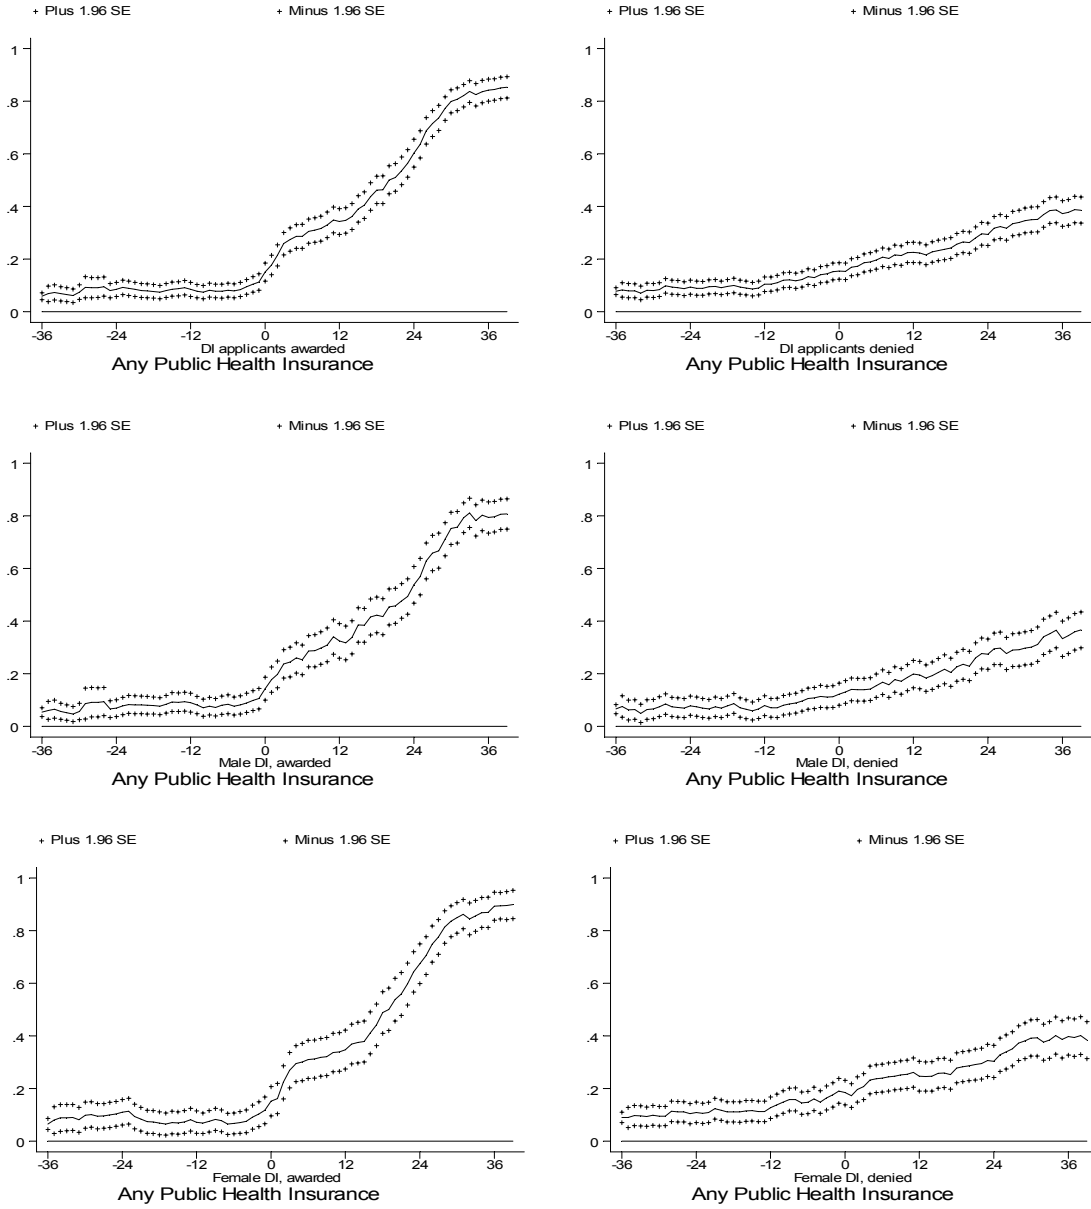 + Plus 1.96 SE + Minus 1.96 SE
1
.8
.6
.4
.2
0
-36 -24 -12 0 12 24 36
DI applicants awarded
Any Public Health Insurance
+ Plus 1.96 SE + Minus 1.96 SE
1
.8
.6
.4
.2
0
-36 -24 -12 0 12 24 36
DI applicants denied
Any Public Health Insurance
+ Plus 1.96 SE + Minus 1.96 SE
1
.8
.6
.4
.2
0
-36 -24 -12 0 12 24 36
Male DI, awarded
Any Public Health Insurance
+ Plus 1.96 SE + Minus 1.96 SE
1
.8
.6
.4
.2
0
-36 -24 -12 0 12 24 36
Male DI, denied
Any Public Health Insurance
+ Plus 1.96 SE + Minus 1.96 SE
1
.8
.6
.4
.2
0
-36 -24 -12 0 12 24 36
Female DI, awarded
Any Public Health Insurance
+ Plus 1.96 SE + Minus 1.96 SE
1
.8
.6
.4
.2
0
-36 -24 -12 0 12 24 36
Female DI, denied
Any Public Health Insurance